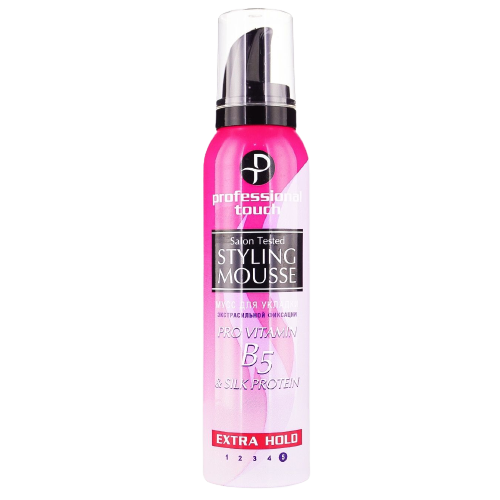 P
professional
touch
Salon Tested
STYLING
MOUSSE
МУСС ДЛЯ УКЛАДКИ
ЭКСТРАСИЛЬНОЙ ФИКСАЦИИ
PRO VITAMIN
B5
& SILK PROTEIN
EXTRA HOLD
1 2 3 4 5